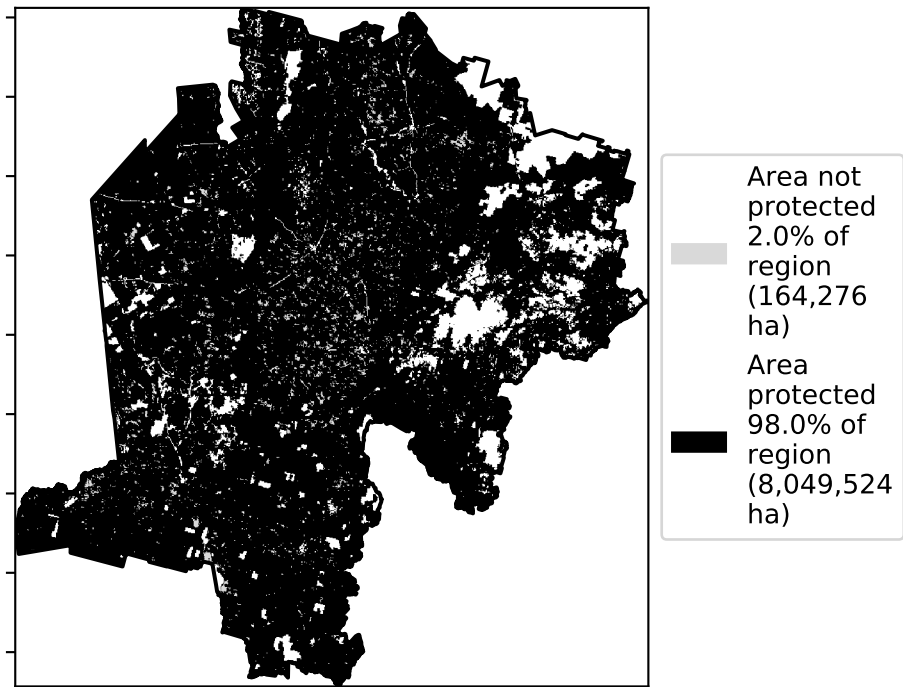 Area not
protected
2.0% of
region
(164,276
ha)
Area
protected
98.0% of
region
(8,049,524
ha)